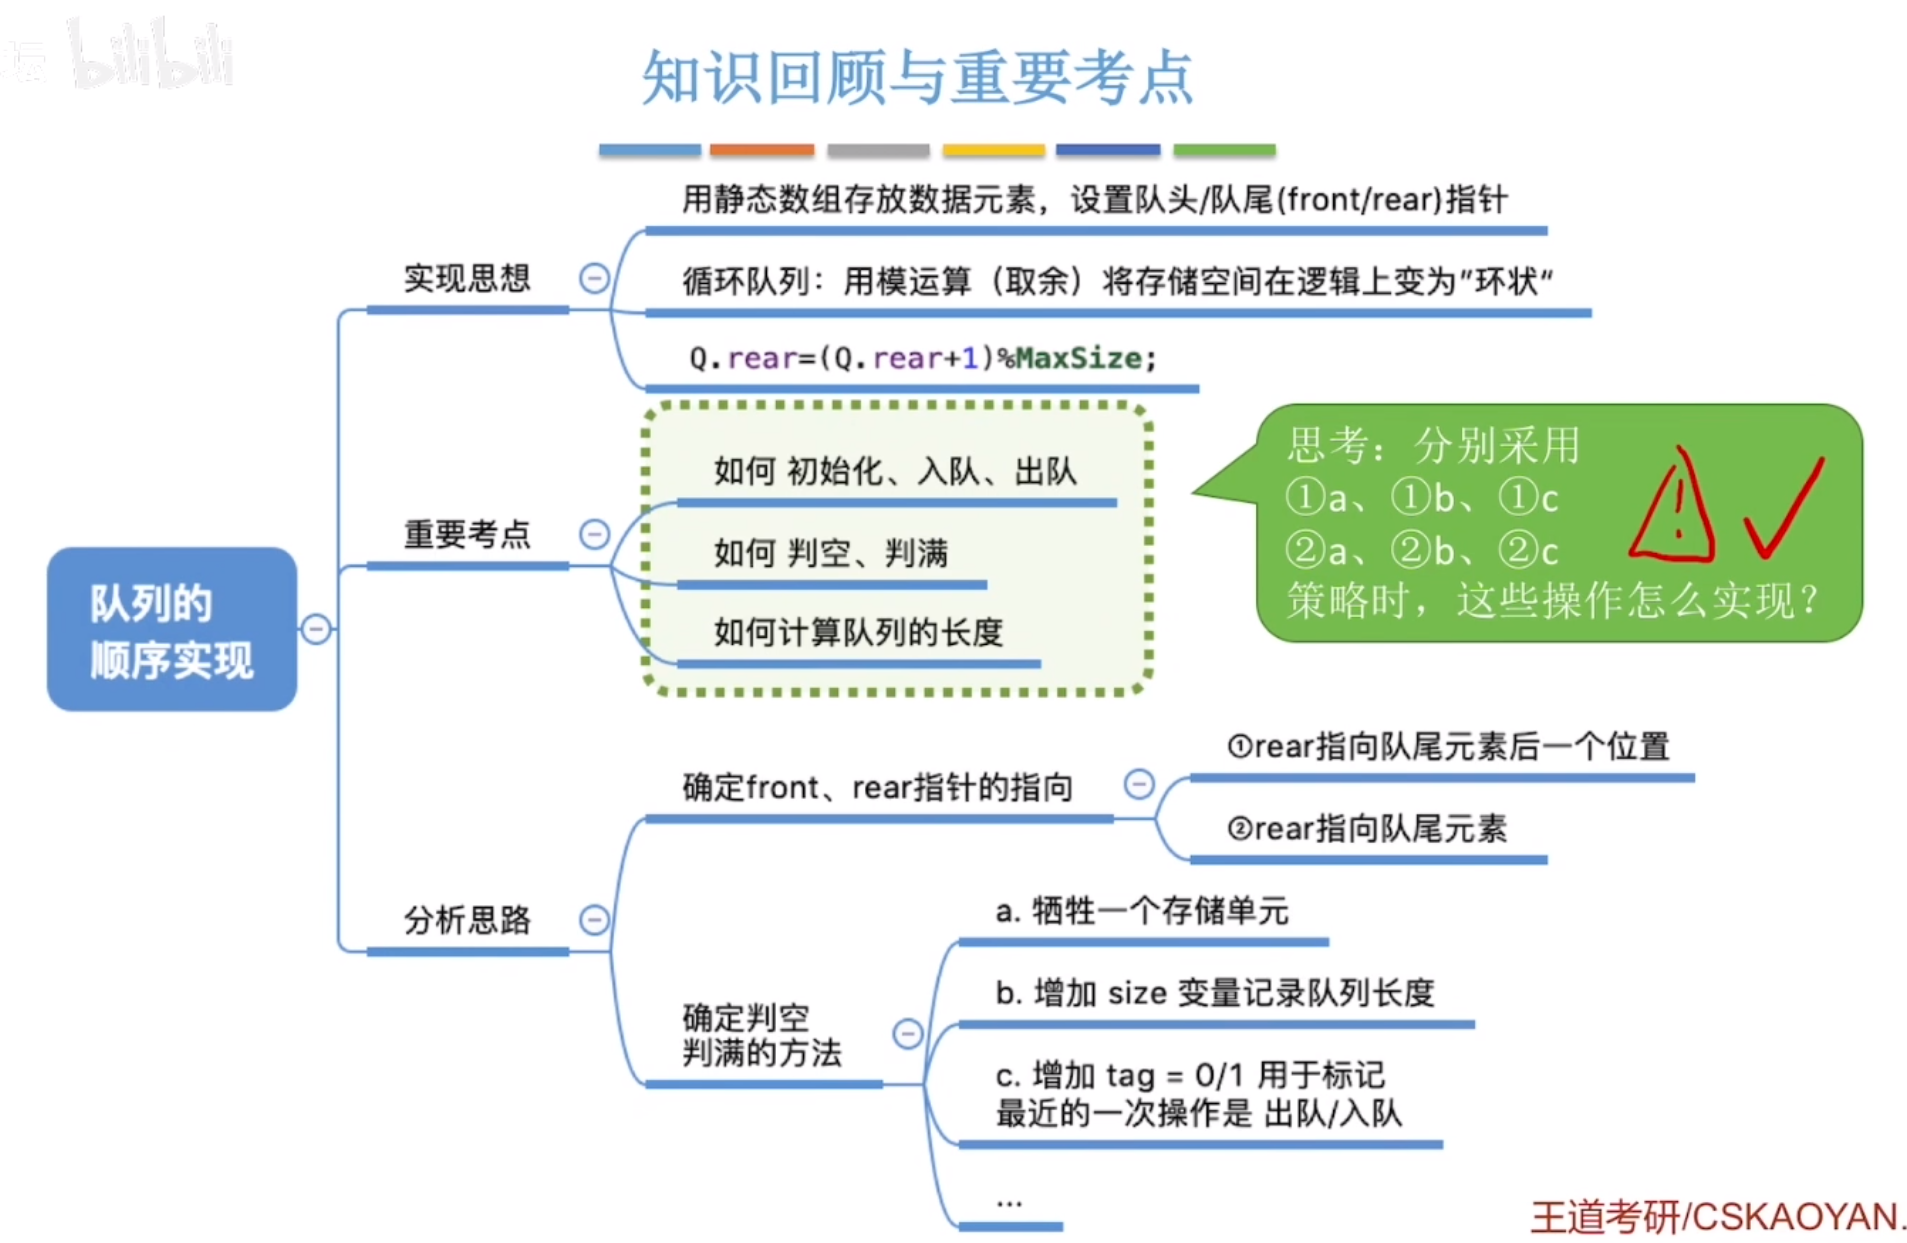 坛 bilibili
知识回顾与重要考点
用静态数组存放数据元素，设置队头/队尾(front/rear)指针
实现思想
循环队列：用模运算（取余）将存储空间在逻辑上变为”环状“
Q.rear=(Q.rear+1)%MaxSize;
如何 初始化、入队、出队
重要考点
如何 判空、判满
如何计算队列的长度
思考：分别采用
①a、①b、①c
②a、②b、②c
策略时，这些操作怎么实现？
队列的
顺序实现
①rear指向队尾元素后一个位置
确定front、rear指针的指向
②rear指向队尾元素
分析思路
a. 牺牲一个存储单元
b. 增加 size 变量记录队列长度
确定判空
判满的方法
c. 增加 tag = 0/1 用于标记
最近的一次操作是 出队/入队
...
王道考研/CSKAOYAN.